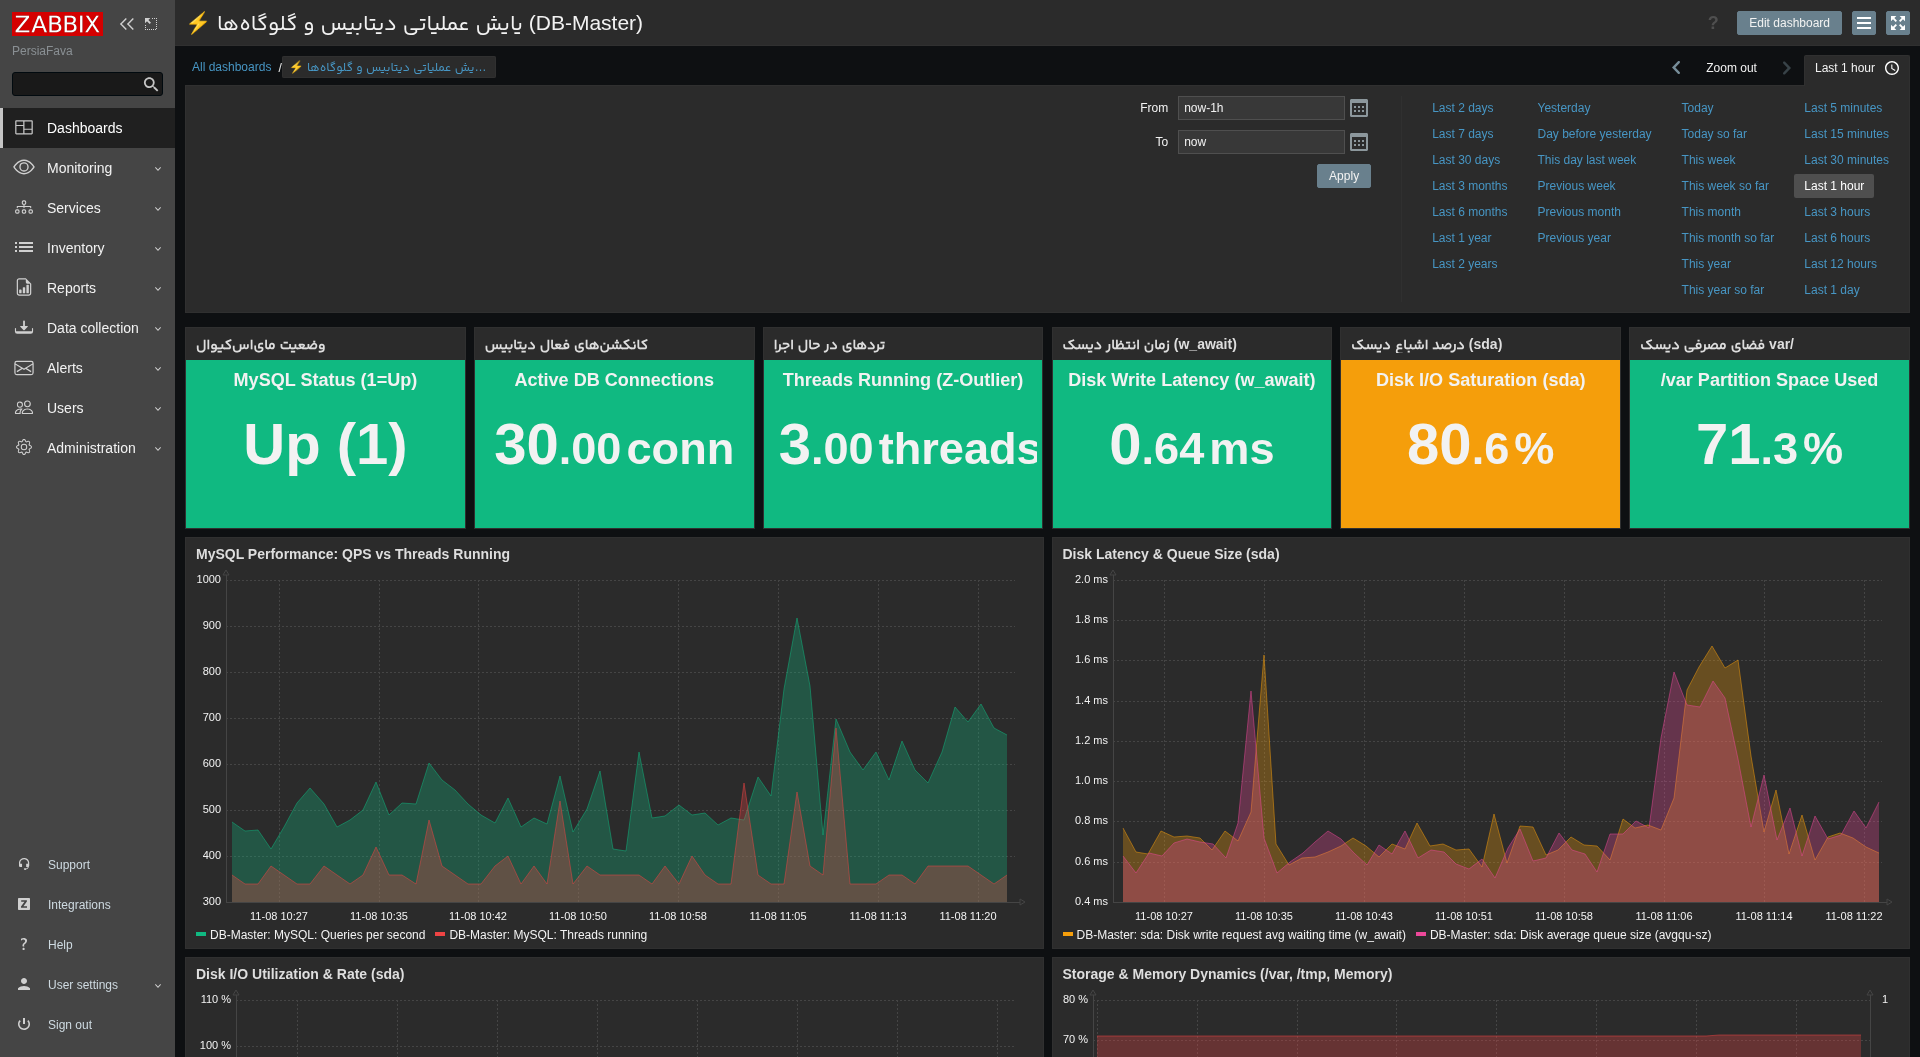 ZABBIX
PersiaFava
Dashboards
Monitoring
Services
Inventory
Reports
Data collection
Alerts
Users
Administration
Support
Integrations
Help
User settings
Sign out
⚡ پایش عملیاتی دیتابیس و گلوگاه‌ها (DB-Master)
? Edit dashboard
All dashboards / ⚡ یش عملیاتی دیتابیس و گلوگاه‌ها...
Zoom out
Last 1 hour
From now-1h
To now
Apply
Last 2 days Yesterday Today Last 5 minutes
Last 7 days Day before yesterday Today so far Last 15 minutes
Last 30 days This day last week This week Last 30 minutes
Last 3 months Previous week This week so far Last 1 hour
Last 6 months Previous month This month Last 3 hours
Last 1 year Previous year This month so far Last 6 hours
Last 2 years This year Last 12 hours
This year so far Last 1 day
وضعیت مای‌اس‌کیوال
MySQL Status (1=Up)
Up (1)
کانکشن‌های فعال دیتابیس
Active DB Connections
30.00 conn
تردهای در حال اجرا
Threads Running (Z-Outlier)
3.00 threads
زمان انتظار دیسک (w_await)
Disk Write Latency (w_await)
0.64 ms
درصد اشباع دیسک (sda)
Disk I/O Saturation (sda)
80.6 %
فضای مصرفی دیسک var/
/var Partition Space Used
71.3 %
MySQL Performance: QPS vs Threads Running
1000
900
800
700
600
500
400
300
11-08 10:27 11-08 10:35 11-08 10:42 11-08 10:50 11-08 10:58 11-08 11:05 11-08 11:13 11-08 11:20
DB-Master: MySQL: Queries per second DB-Master: MySQL: Threads running
Disk Latency & Queue Size (sda)
2.0 ms
1.8 ms
1.6 ms
1.4 ms
1.2 ms
1.0 ms
0.8 ms
0.6 ms
0.4 ms
11-08 10:27 11-08 10:35 11-08 10:43 11-08 10:51 11-08 10:58 11-08 11:06 11-08 11:14 11-08 11:22
DB-Master: sda: Disk write request avg waiting time (w_await) DB-Master: sda: Disk average queue size (avgqu-sz)
Disk I/O Utilization & Rate (sda)
110 %
100 %
Storage & Memory Dynamics (/var, /tmp, Memory)
80 % 1
70 %